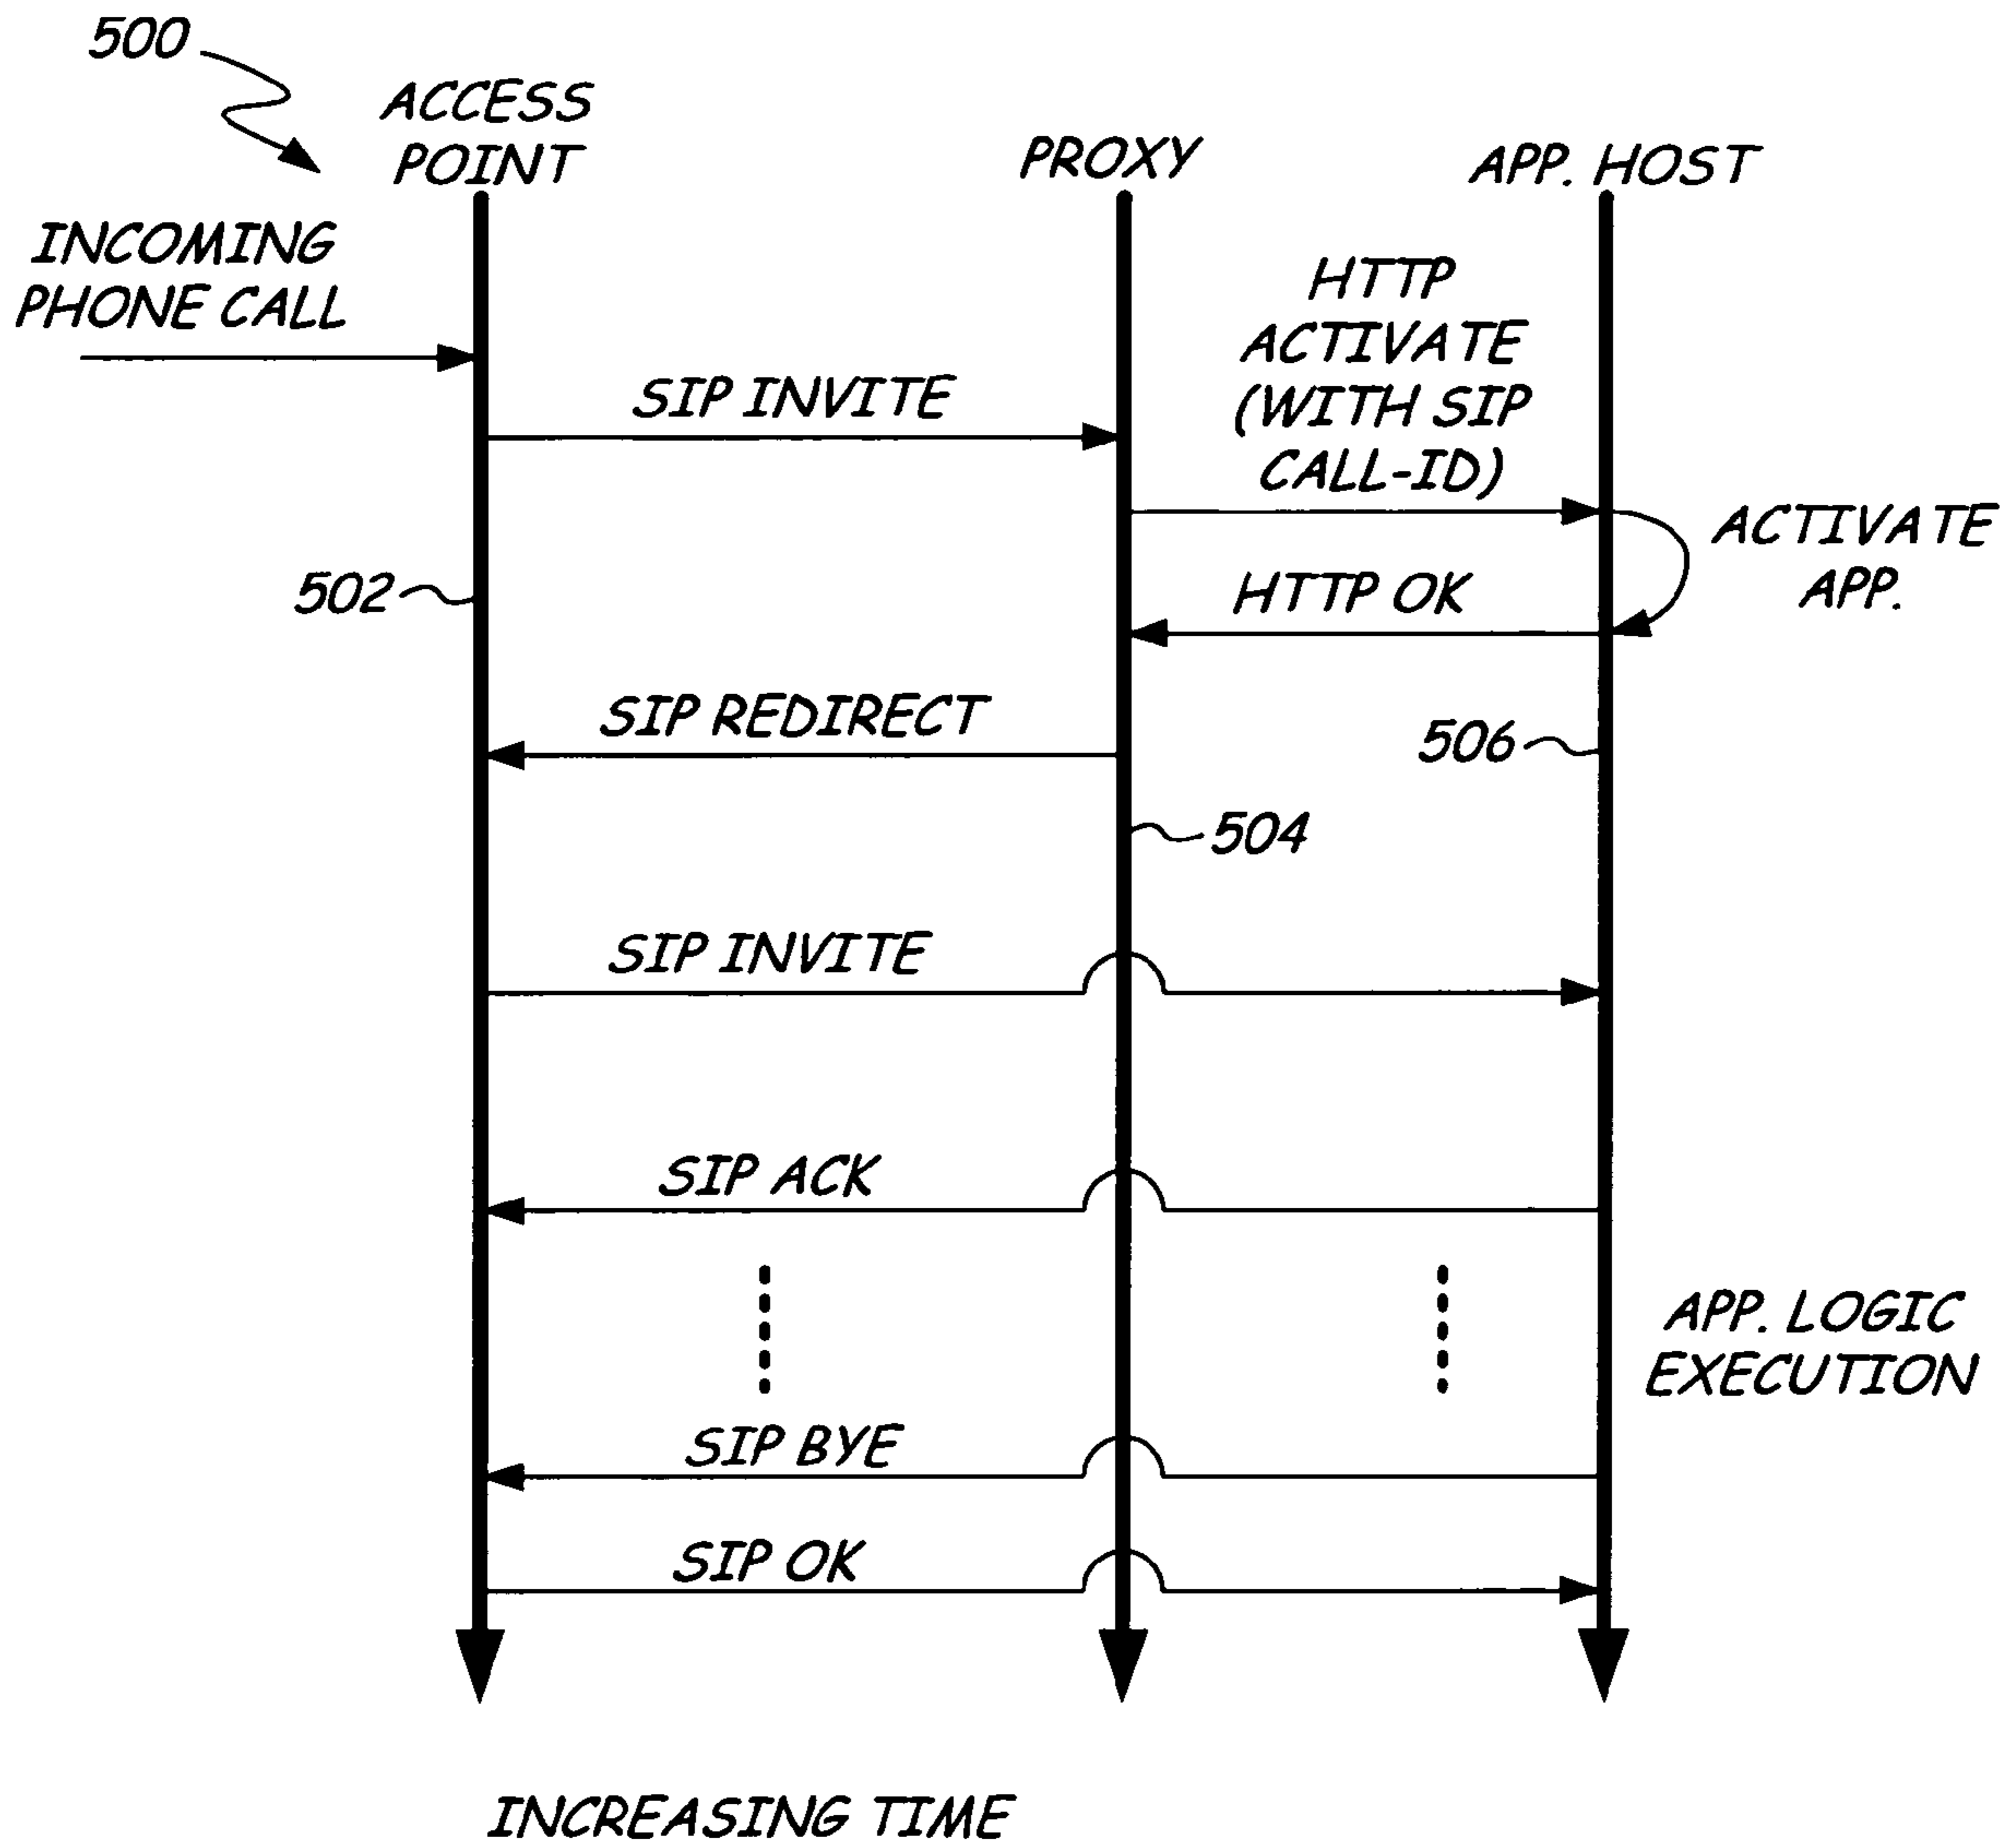 500
ACCESS
POINT
PROXY
APP. HOST
INCOMING
PHONE CALL
HTTP
ACTIVATE
(WITH SIP
CALL-ID)
SIP INVITE
ACTIVATE
APP.
502
HTTP OK
SIP REDIRECT
506
504
SIP INVITE
SIP ACK
APP. LOGIC
EXECUTION
SIP BYE
SIP OK
INCREASING TIME